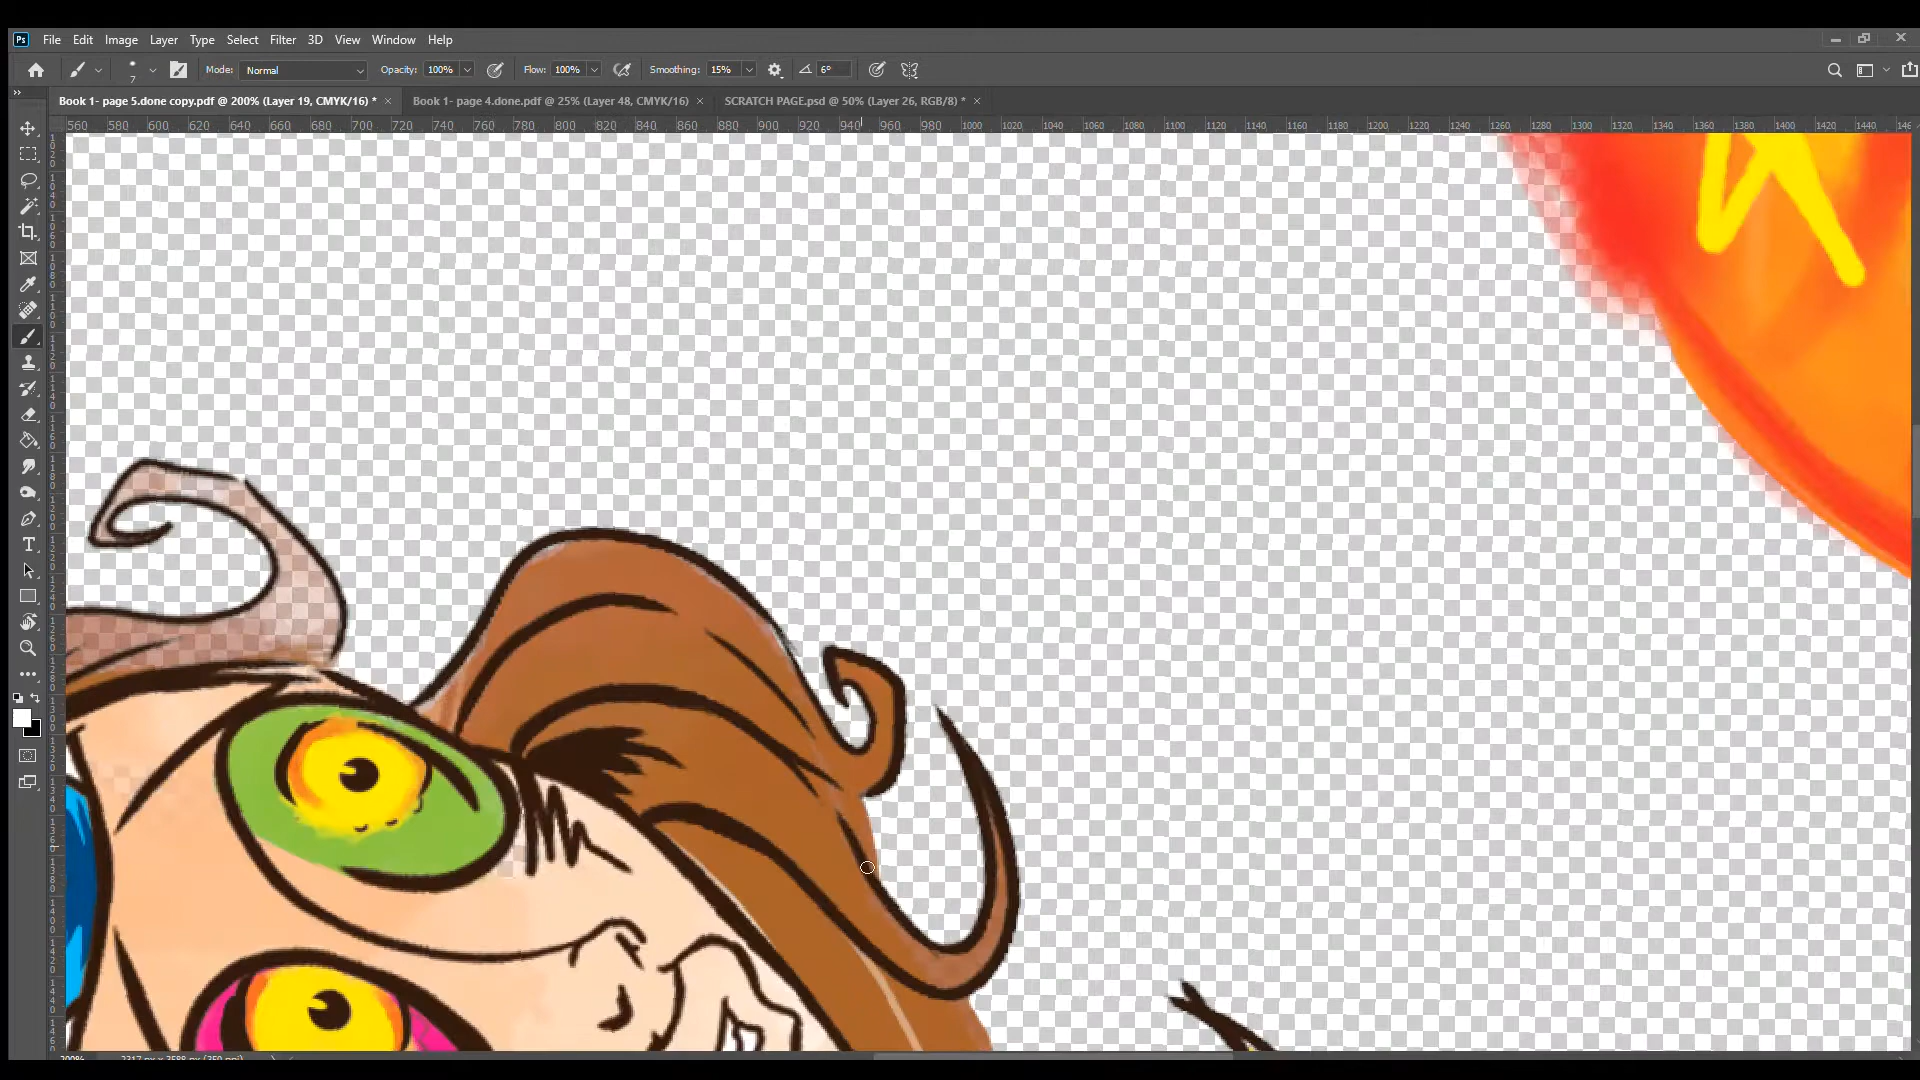 Ps File Edit Image Layer Type Select Filter 3D View Window Help
7 Mode: Normal Opacity: 100% Flow: 100% Smoothing: 15% 6°
Book 1- page 5.done copy.pdf @ 200% (Layer 19, CMYK/16) * × Book 1- page 4.done.pdf @ 25% (Layer 48, CMYK/16) × SCRATCH PAGE.psd @ 50% (Layer 26, RGB/8) * ×
560 580 600 620 640 660 680 700 720 740 760 780 800 820 840 860 880 900 920 940 960 980 1000 1020 1040 1060 1080 1100 1120 1140 1160 1180 1200 1220 1240 1260 1280 1300 1320 1340 1360 1380 1400 1420 1440
T